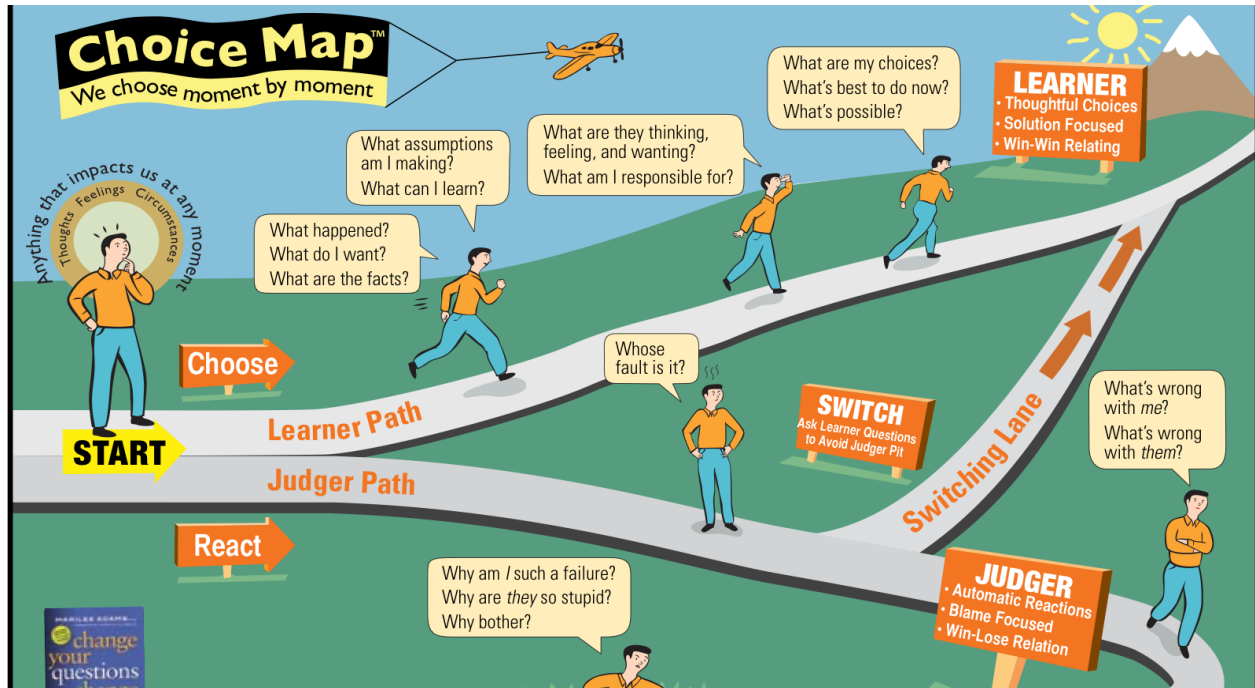 Choice Map™
We choose moment by moment
What are my choices?
What's best to do now?
What's possible?
LEARNER
• Thoughtful Choices
• Solution Focused
• Win-Win Relating
What assumptions
am I making?
What can I learn?
What are they thinking,
feeling, and wanting?
What am I responsible for?
Anything that impacts us at any moment
Thoughts Feelings Circumstances
What happened?
What do I want?
What are the facts?
Choose
Whose
fault is it?
START
Learner Path
Judger Path
SWITCH
Ask Learner Questions
to Avoid Judger Pit
Switching Lane
What's wrong
with me?
What's wrong
with them?
React
Why am I such a failure?
Why are they so stupid?
Why bother?
JUDGER
• Automatic Reactions
• Blame Focused
• Win-Lose Relation
MARILEE ADAMS
change
your
questions